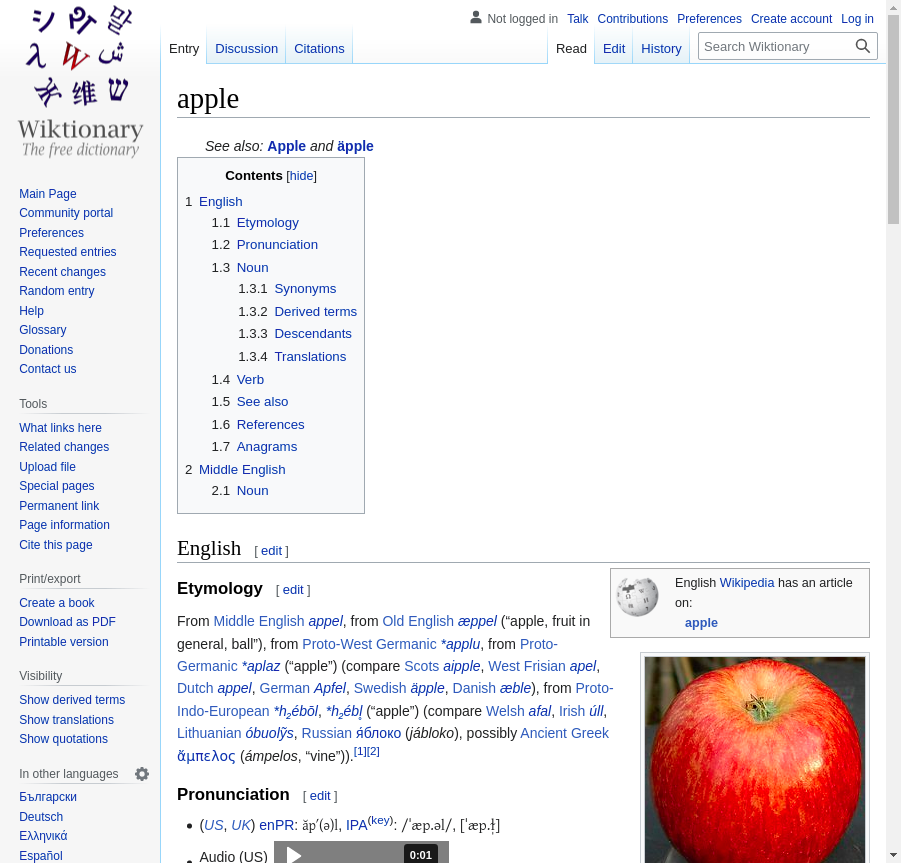 Not logged in Talk Contributions Preferences Create account Log in
Entry Discussion Citations Read Edit History Search Wiktionary
Wiktionary
The free dictionary
Main Page
Community portal
Preferences
Requested entries
Recent changes
Random entry
Help
Glossary
Donations
Contact us
Tools
What links here
Related changes
Upload file
Special pages
Permanent link
Page information
Cite this page
Print/export
Create a book
Download as PDF
Printable version
Visibility
Show derived terms
Show translations
Show quotations
In other languages
Български
Deutsch
Ελληνικά
Español
apple
See also: Apple and äpple
Contents [hide]
1 English
1.1 Etymology
1.2 Pronunciation
1.3 Noun
1.3.1 Synonyms
1.3.2 Derived terms
1.3.3 Descendants
1.3.4 Translations
1.4 Verb
1.5 See also
1.6 References
1.7 Anagrams
2 Middle English
2.1 Noun
English [ edit ]
English Wikipedia has an article
on:
apple
Etymology [ edit ]
From Middle English appel, from Old English æppel (“apple, fruit in
general, ball”), from Proto-West Germanic *applu, from Proto-
Germanic *aplaz (“apple”) (compare Scots aipple, West Frisian apel,
Dutch appel, German Apfel, Swedish äpple, Danish æble), from Proto-
Indo-European *h₂ébōl, *h₂ébl̥ (“apple”) (compare Welsh afal, Irish úll,
Lithuanian óbuolỹs, Russian я́блоко (jábloko), possibly Ancient Greek
ἄμπελος (ámpelos, “vine”)).[1][2]
Pronunciation [ edit ]
(US, UK) enPR: ăp′(ə)l, IPA(key): /ˈæp.əl/, [ˈæp.ɫ̩]
Audio (US) 0:01